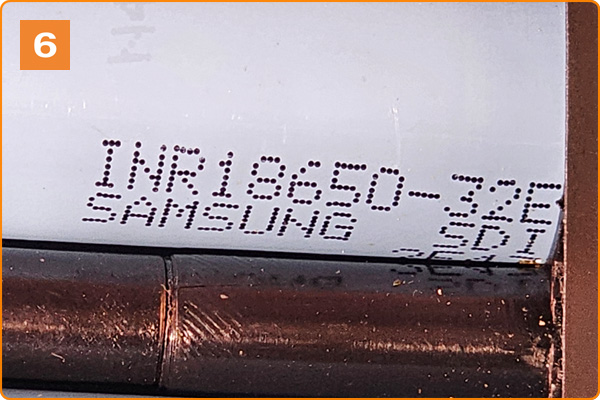 6
INR18650-32E
SAMSUNG SDI